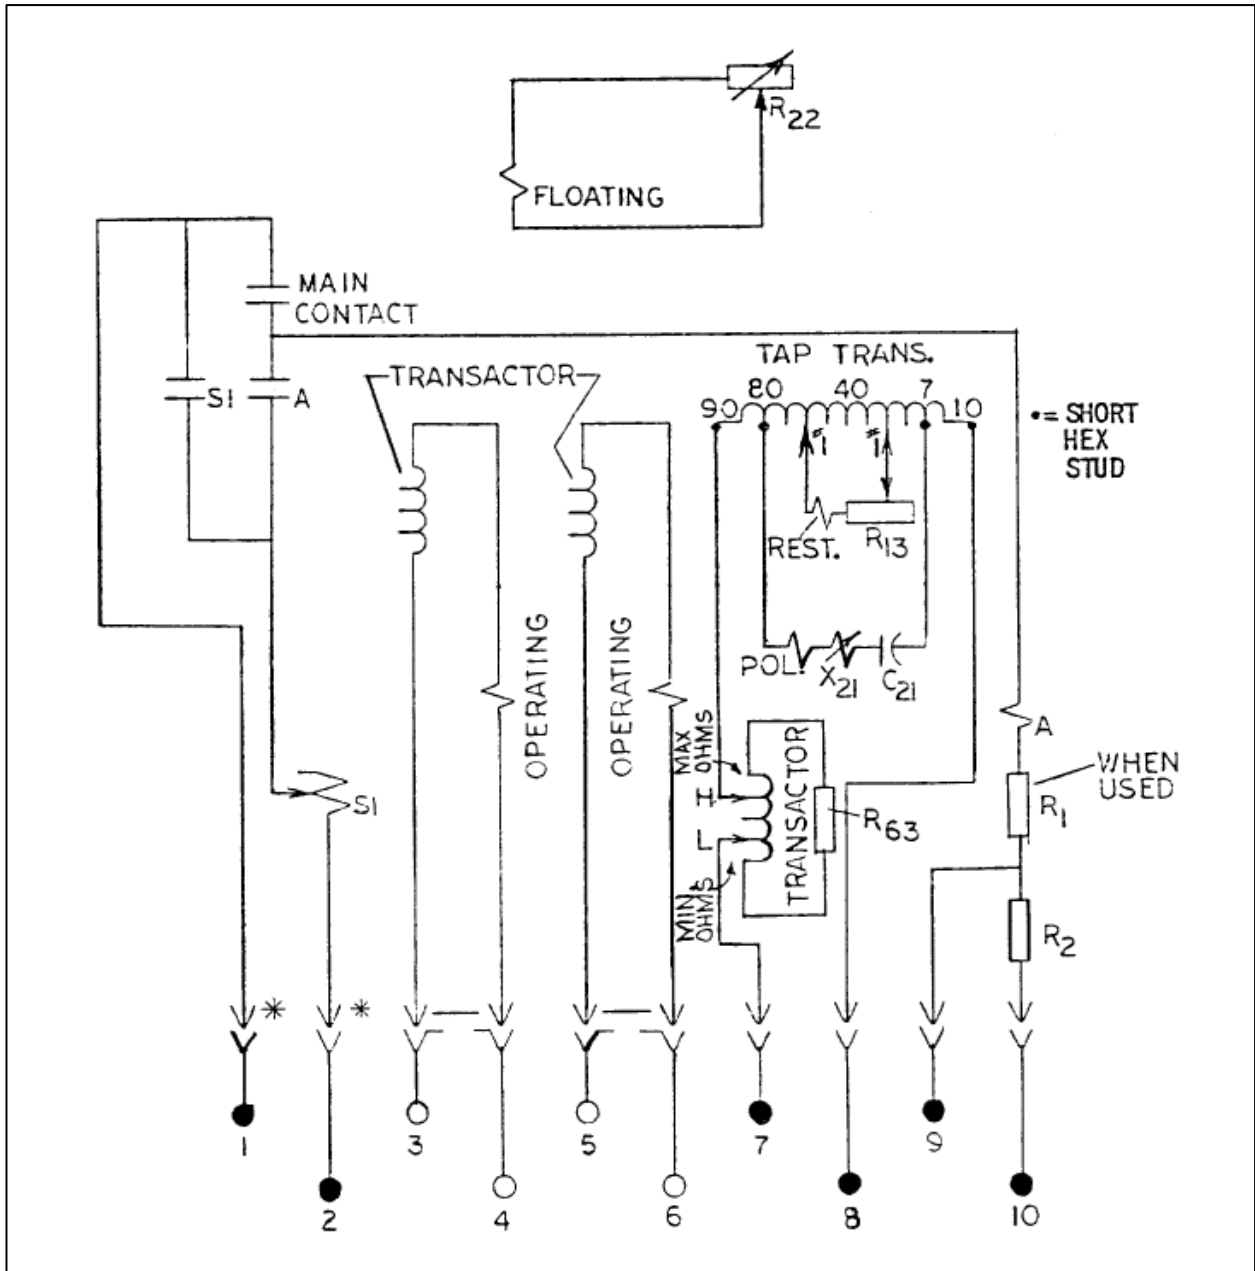 R22
FLOATING
MAIN
CONTACT
TRANSACTOR
S1
A
TAP TRANS.
90
80
40
7
10
#1
#1
•= SHORT
HEX
STUD
REST.
R13
OPERATING
OPERATING
POL.
X21
C21
A
MAX
OHMS
H
L
MIN
OHMS
TRANSACTOR
R63
WHEN
USED
R1
R2
S1
*
*
1
2
3
4
5
6
7
8
9
10